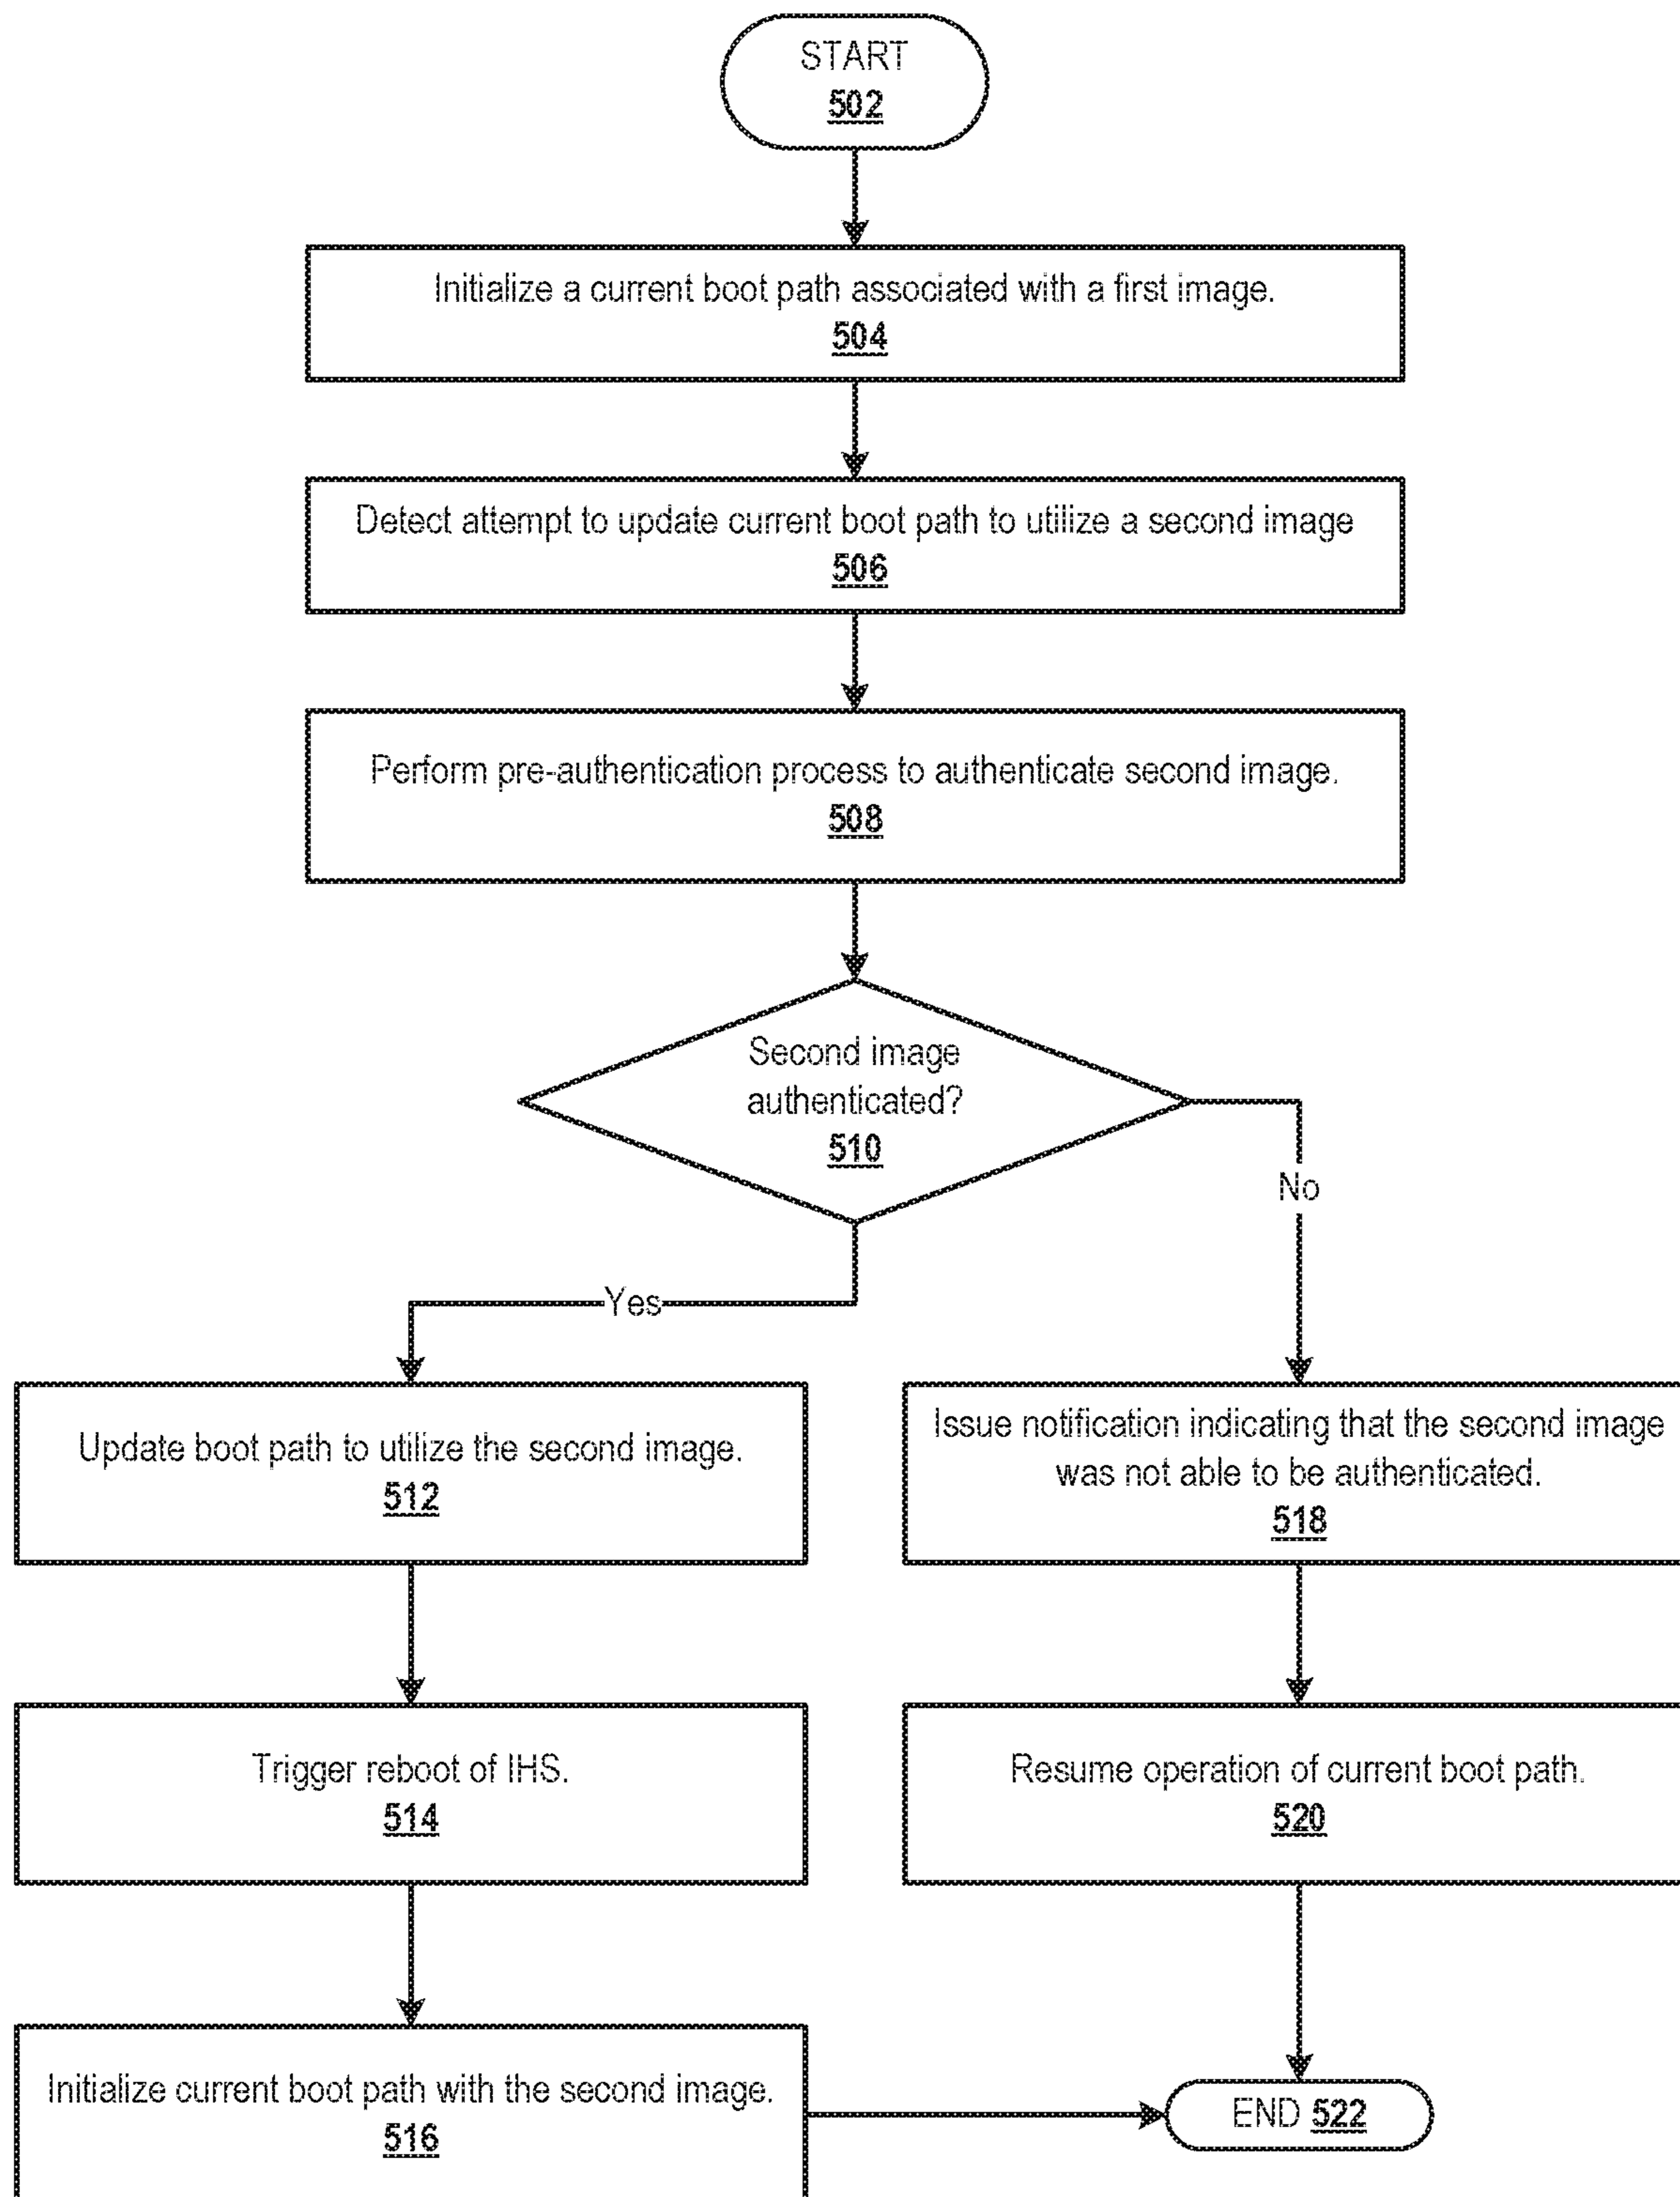 START
502
Initialize a current boot path associated with a first image.
504
Detect attempt to update current boot path to utilize a second image
506
Perform pre-authentication process to authenticate second image.
508
Second image
authenticated?
510
No
Yes
Update boot path to utilize the second image.
512
Issue notification indicating that the second image
was not able to be authenticated.
518
Trigger reboot of IHS.
514
Resume operation of current boot path.
520
Initialize current boot path with the second image.
516
END 522